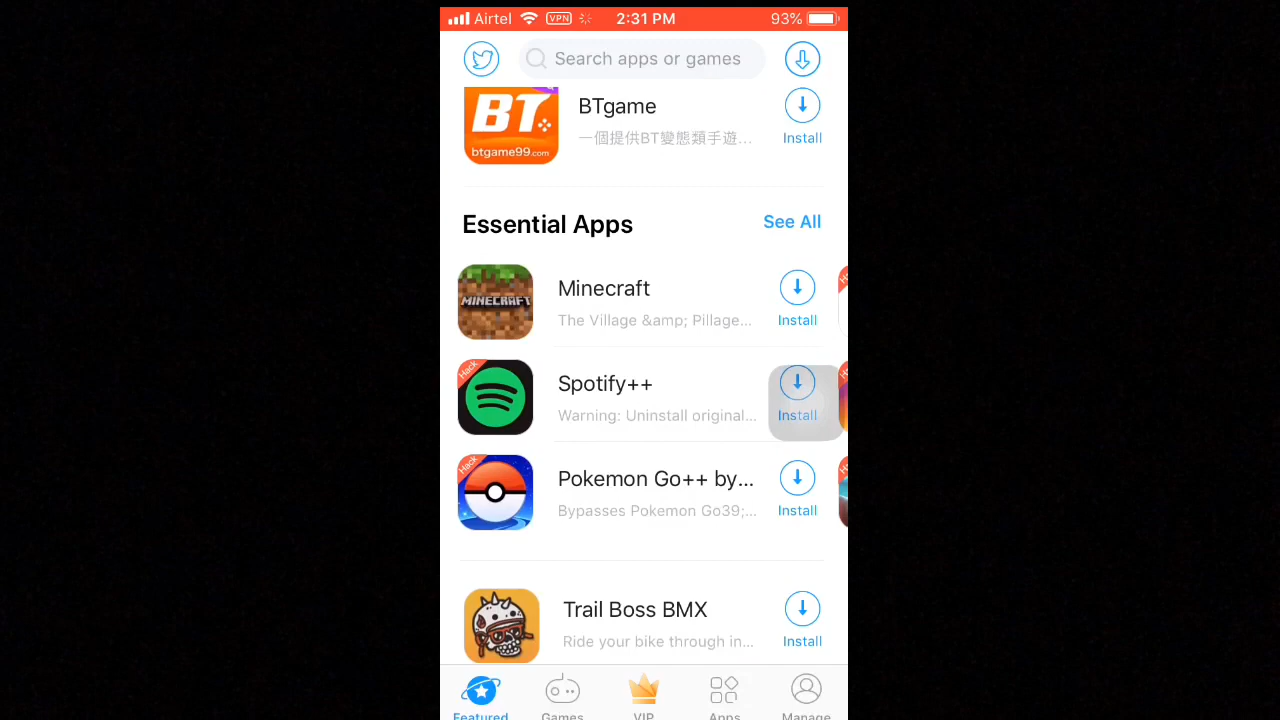 Airtel VPN 2:31 PM 93%
Search apps or games
BT
btgame99.com
BTgame
一個提供BT變態類手遊...
Install
Essential Apps See All
MINECRAFT
Minecraft
The Village &amp; Pillage...
Install
Hack
Spotify++
Warning: Uninstall original...
Install
Hack
Pokemon Go++ by...
Bypasses Pokemon Go39;...
Install
Trail Boss BMX
Ride your bike through in...
Install
Featured Games VIP Apps Manage